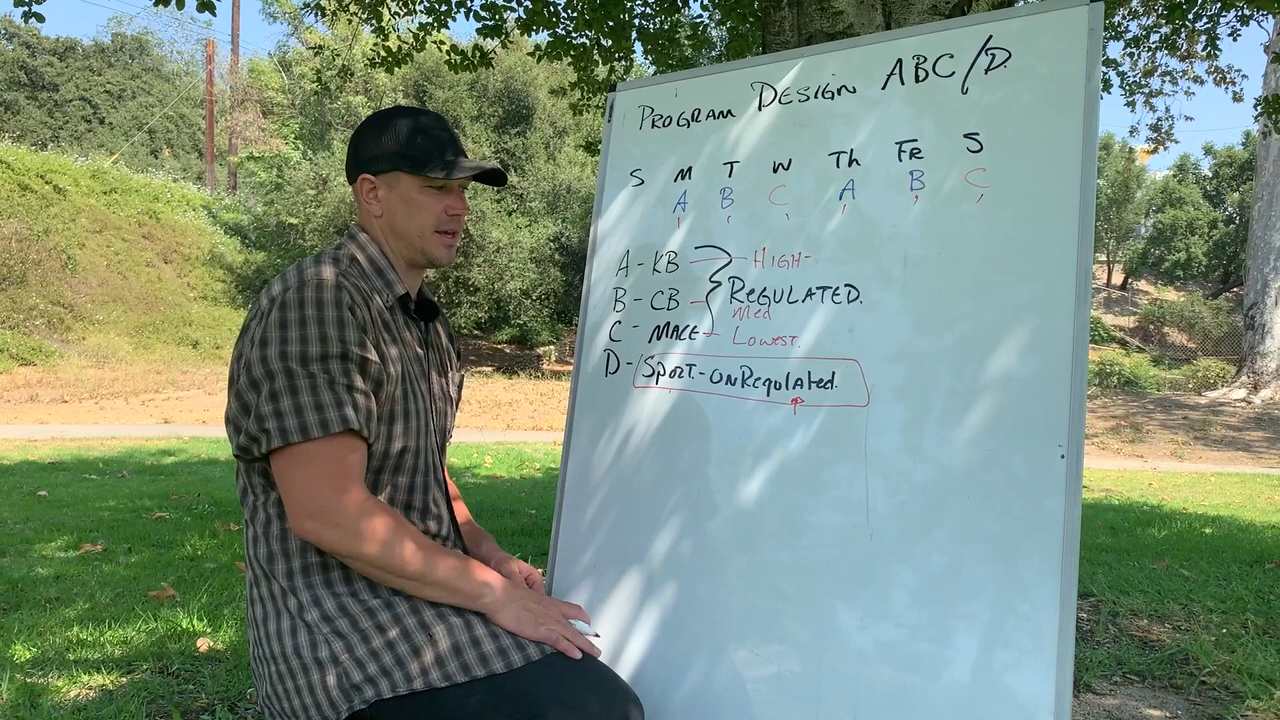 PROGRAM DESIGN ABC/D.
S M T W Th FR S
A B C A B C
A - KB HIGH-
B - CB REGULATED.
Med
C - MACE LOWEST.
D - SPORT. - UNREGULATED.